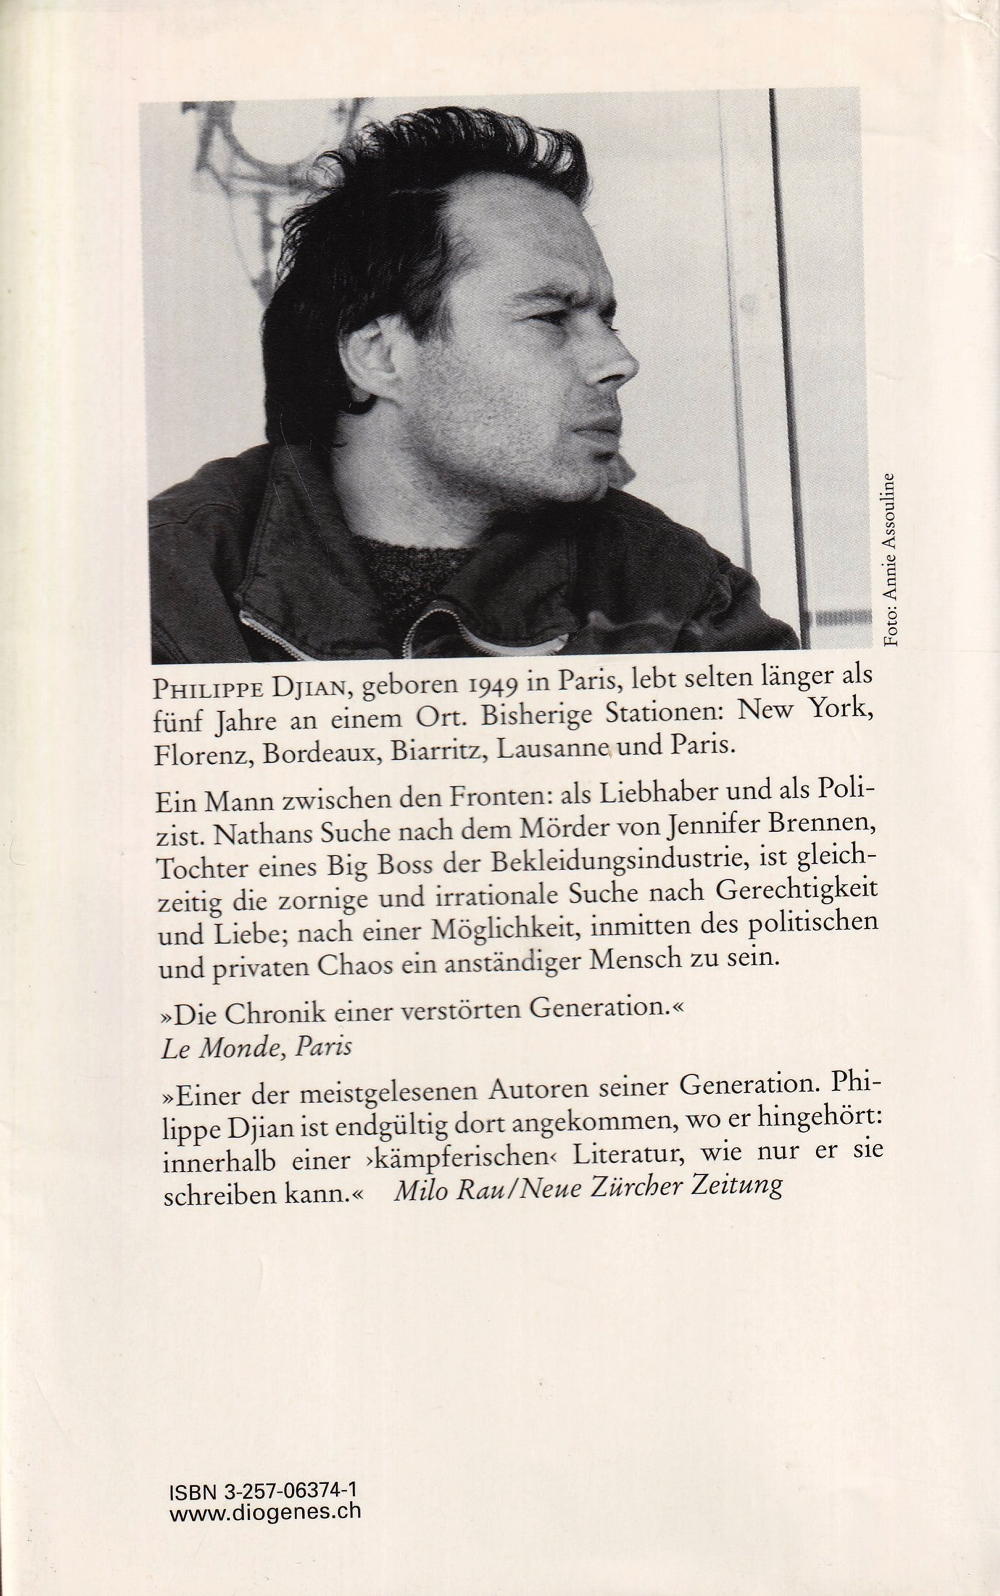 Foto: Annie Assouline
PHILIPPE DJIAN, geboren 1949 in Paris, lebt selten länger als
fünf Jahre an einem Ort. Bisherige Stationen: New York,
Florenz, Bordeaux, Biarritz, Lausanne und Paris.
Ein Mann zwischen den Fronten: als Liebhaber und als Poli-
zist. Nathans Suche nach dem Mörder von Jennifer Brennen,
Tochter eines Big Boss der Bekleidungsindustrie, ist gleich-
zeitig die zornige und irrationale Suche nach Gerechtigkeit
und Liebe; nach einer Möglichkeit, inmitten des politischen
und privaten Chaos ein anständiger Mensch zu sein.
»Die Chronik einer verstörten Generation.«
Le Monde, Paris
»Einer der meistgelesenen Autoren seiner Generation. Phi-
lippe Djian ist endgültig dort angekommen, wo er hingehört:
innerhalb einer ›kämpferischen‹ Literatur, wie nur er sie
schreiben kann.« Milo Rau/Neue Zürcher Zeitung
ISBN 3-257-06374-1
www.diogenes.ch